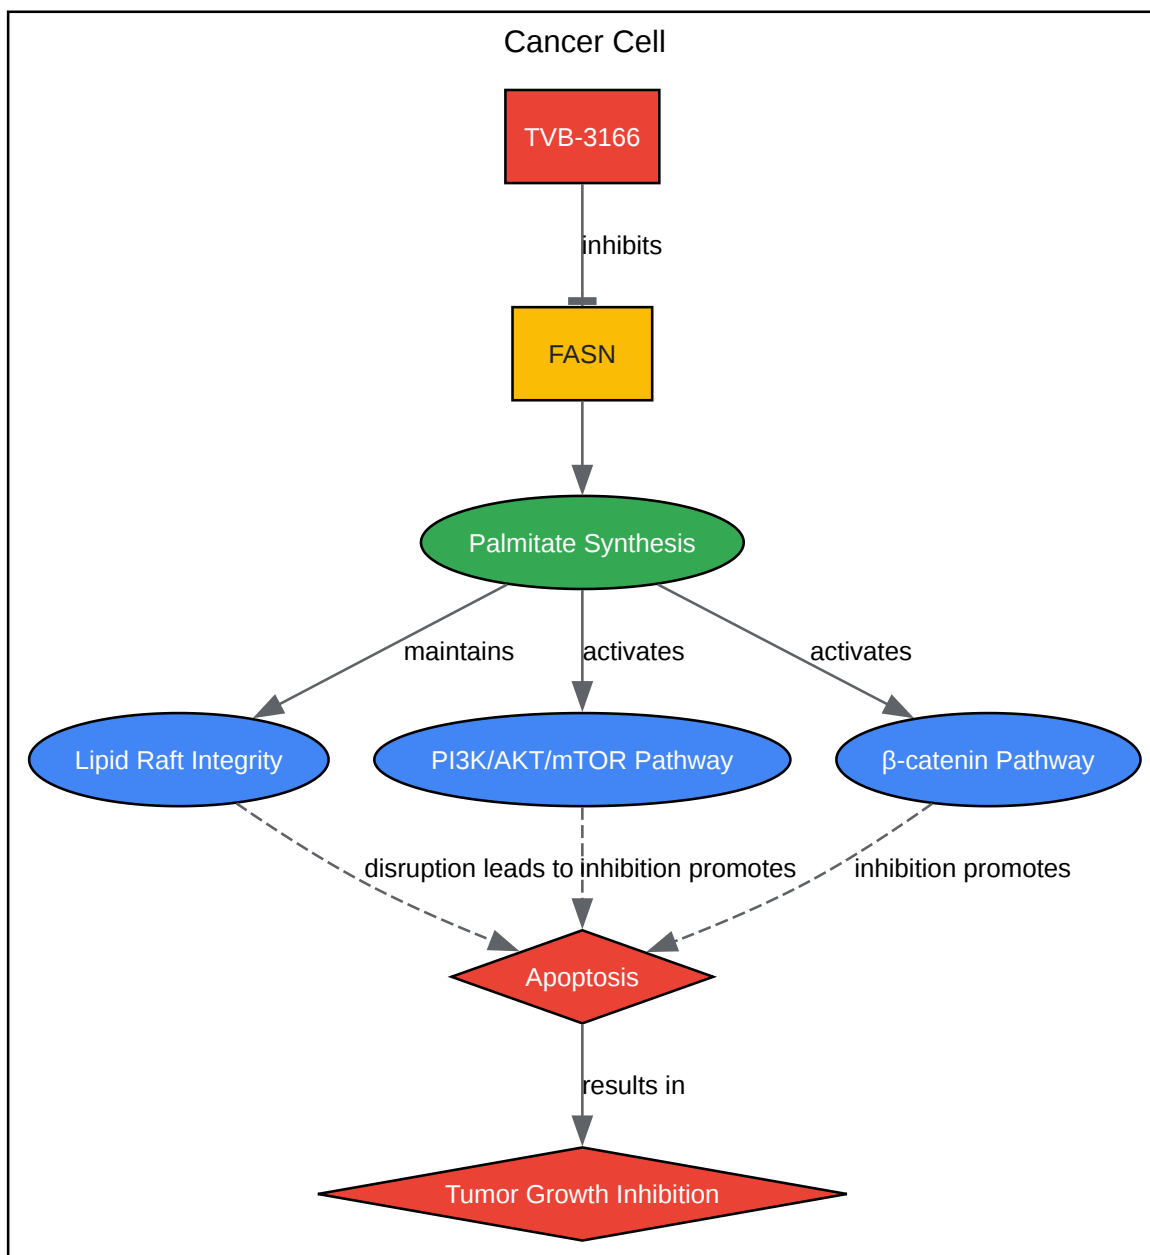 Cancer Cell
TVB-3166
inhibits
FASN
Palmitate Synthesis
maintains
activates
activates
Lipid Raft Integrity
PI3K/AKT/mTOR Pathway
β-catenin Pathway
disruption leads to
inhibition promotes
inhibition promotes
Apoptosis
results in
Tumor Growth Inhibition